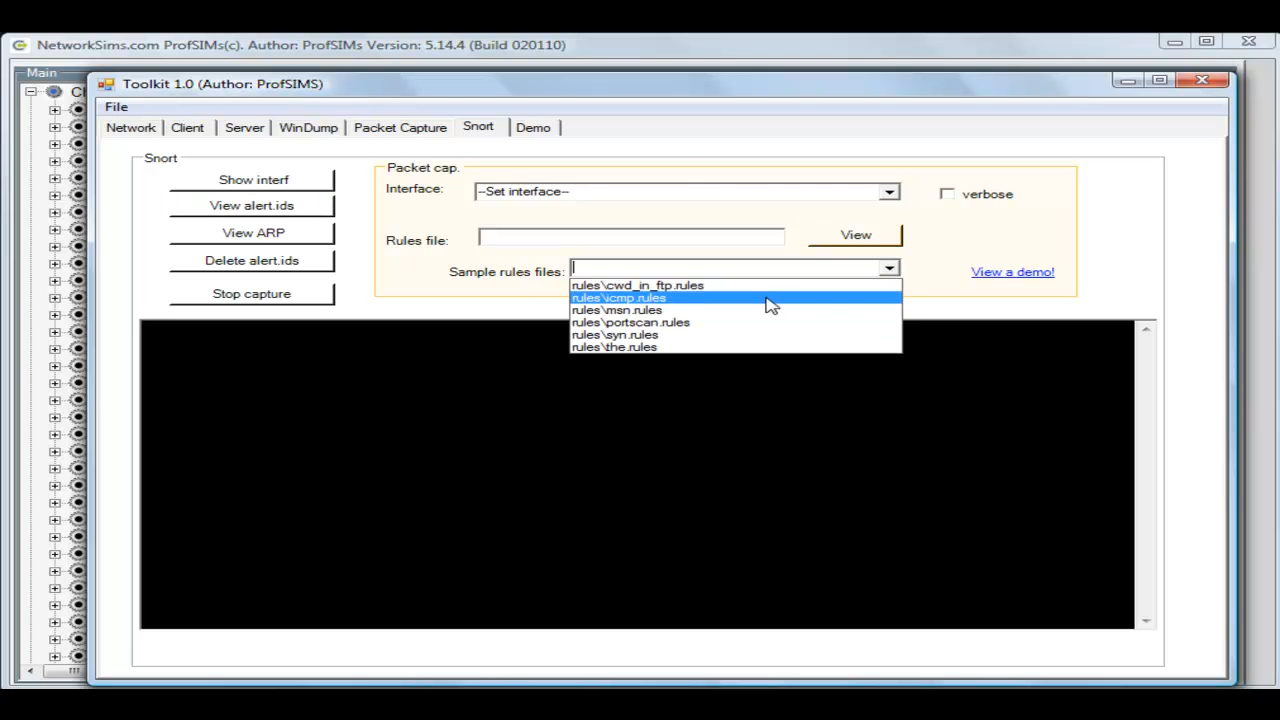 NetworkSims.com ProfSIMs(c). Author: ProfSIMs Version: 5.14.4 (Build 020110)
Main
Toolkit 1.0 (Author: ProfSIMS)
File
Network Client Server WinDump Packet Capture Snort Demo
Snort
Packet cap.
Show interf
Interface: --Set interface-- verbose
View alert.ids
View ARP
Rules file: View
Delete alert.ids
Sample rules files: View a demo!
Stop capture
rules\cwd_in_ftp.rules
rules\icmp.rules
rules\msn.rules
rules\portscan.rules
rules\syn.rules
rules\the.rules